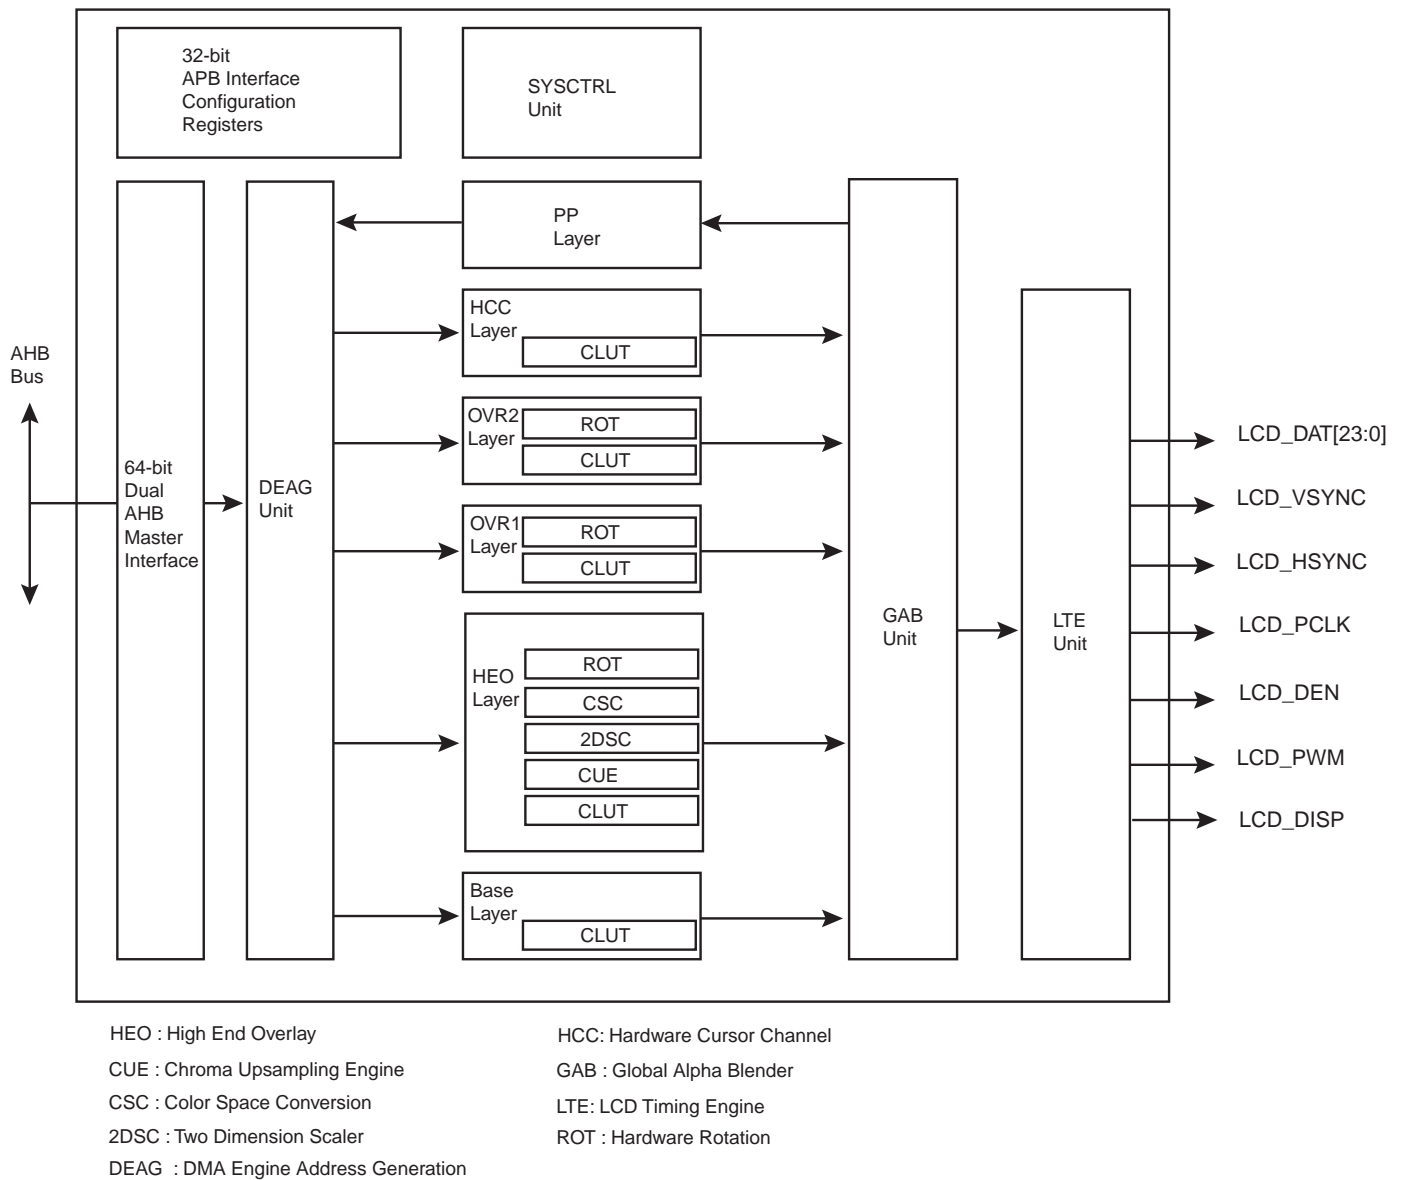 32-bit
APB Interface
Configuration
Registers
SYSCTRL
Unit
PP
Layer
HCC
Layer
CLUT
AHB
Bus
OVR2
Layer
ROT
CLUT
64-bit
Dual
AHB
Master
Interface
DEAG
Unit
OVR1
Layer
ROT
CLUT
GAB
Unit
LTE
Unit
HEO
Layer
ROT
CSC
2DSC
CUE
CLUT
Base
Layer
CLUT
LCD_DAT[23:0]
LCD_VSYNC
LCD_HSYNC
LCD_PCLK
LCD_DEN
LCD_PWM
LCD_DISP
HEO : High End Overlay
CUE : Chroma Upsampling Engine
CSC : Color Space Conversion
2DSC : Two Dimension Scaler
DEAG : DMA Engine Address Generation
HCC: Hardware Cursor Channel
GAB : Global Alpha Blender
LTE: LCD Timing Engine
ROT : Hardware Rotation